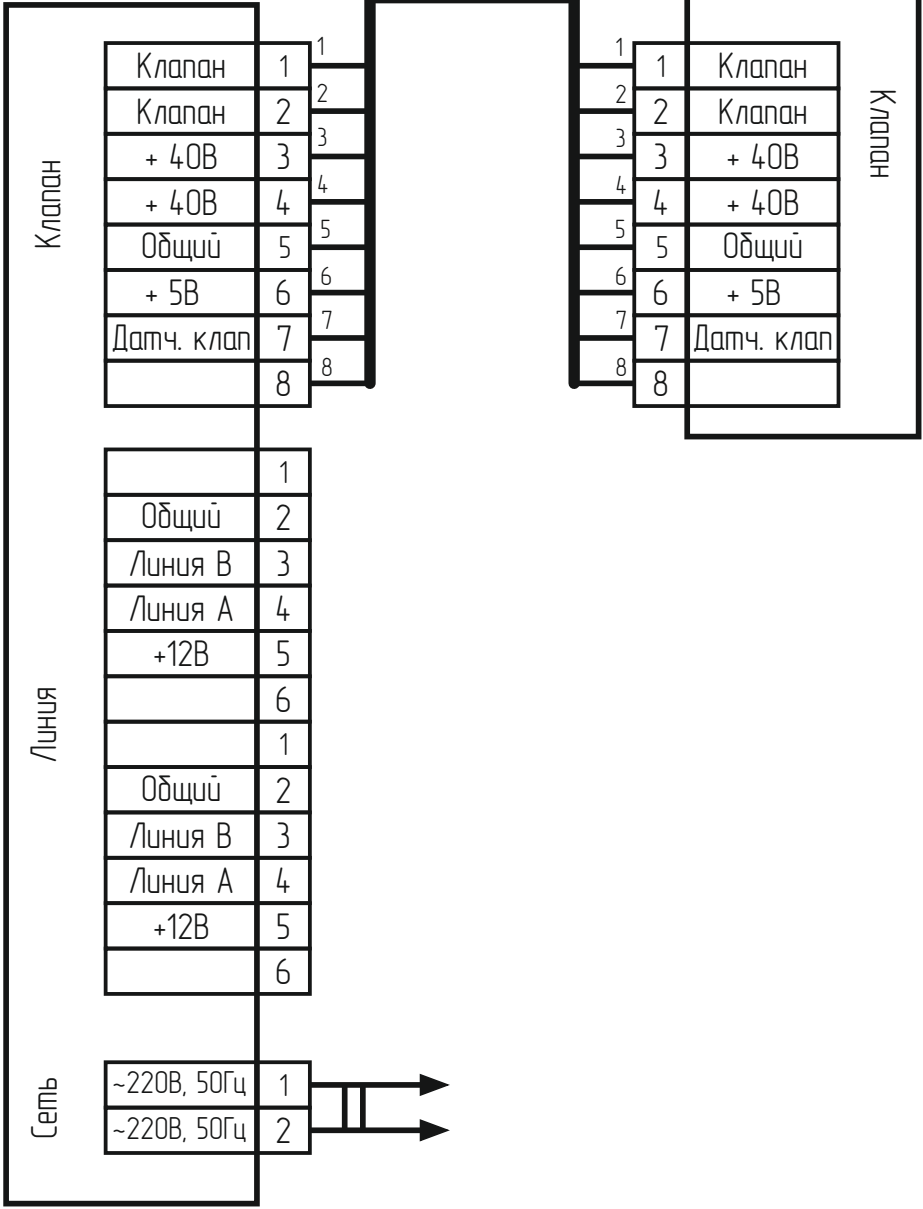 Клапан
Клапан 1 1
Клапан 2 2
+ 40В 3 3
+ 40В 4 4
Общий 5 5
+ 5В 6 6
Датч. клап 7 7
8 8
1 1 Клапан
2 2 Клапан
3 3 + 40В
4 4 + 40В
5 5 Общий
6 6 + 5В
7 7 Датч. клап
8 8
Клапан
Линия
1
Общий 2
Линия В 3
Линия А 4
+12В 5
6
1
Общий 2
Линия В 3
Линия А 4
+12В 5
6
Сеть
~220В, 50Гц 1
~220В, 50Гц 2